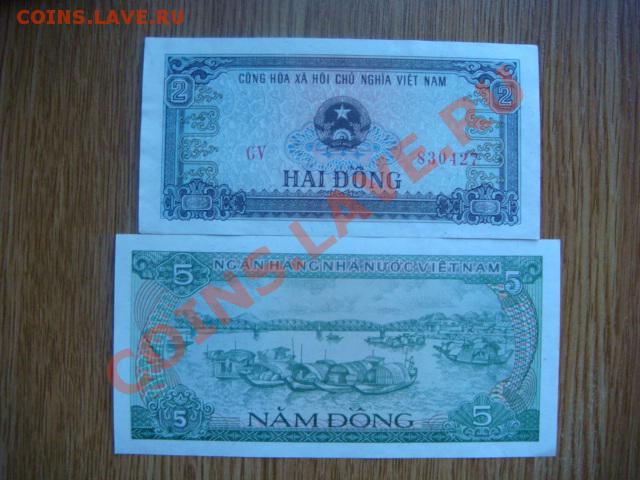 COINS.LAVE.RU
CỘNG HÒA XÃ HỘI CHỦ NGHĨA VIỆT NAM
2 2
GV 830427
HAI ĐỒNG
NGÂN HÀNG NHÀ NƯỚC VIỆT NAM
5 5
COINS.LAVE.RU
5 NĂM ĐỒNG 5